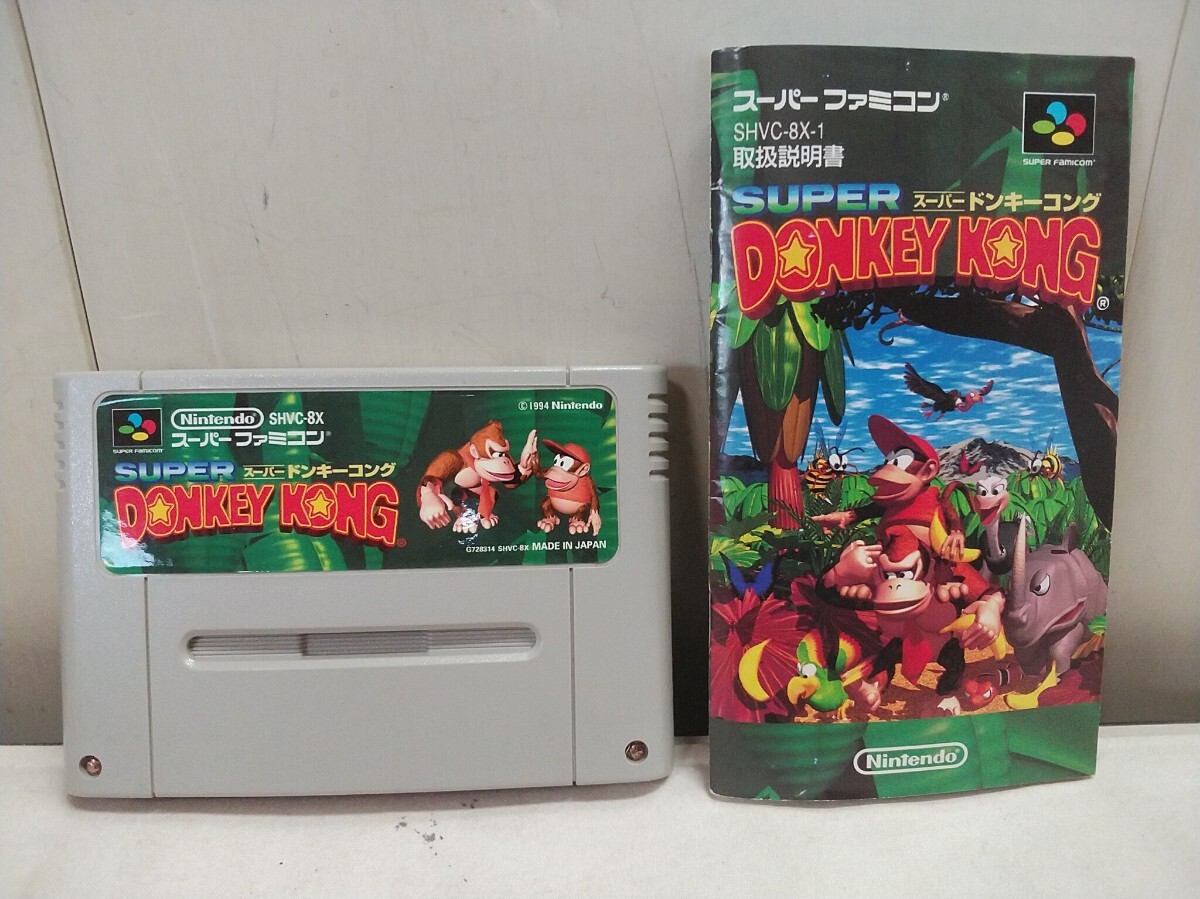 Nintendo SHVC-8X
© 1994 Nintendo
SUPER FAMICOM
スーパーファミコン®
SUPER スーパードンキーコング
DONKEY KONG®
G728314 SHVC-8X MADE IN JAPAN
スーパーファミコン®
SHVC-8X-1
取扱説明書
SUPER FAMICOM®
SUPER スーパードンキーコング
DONKEY KONG®
Nintendo®